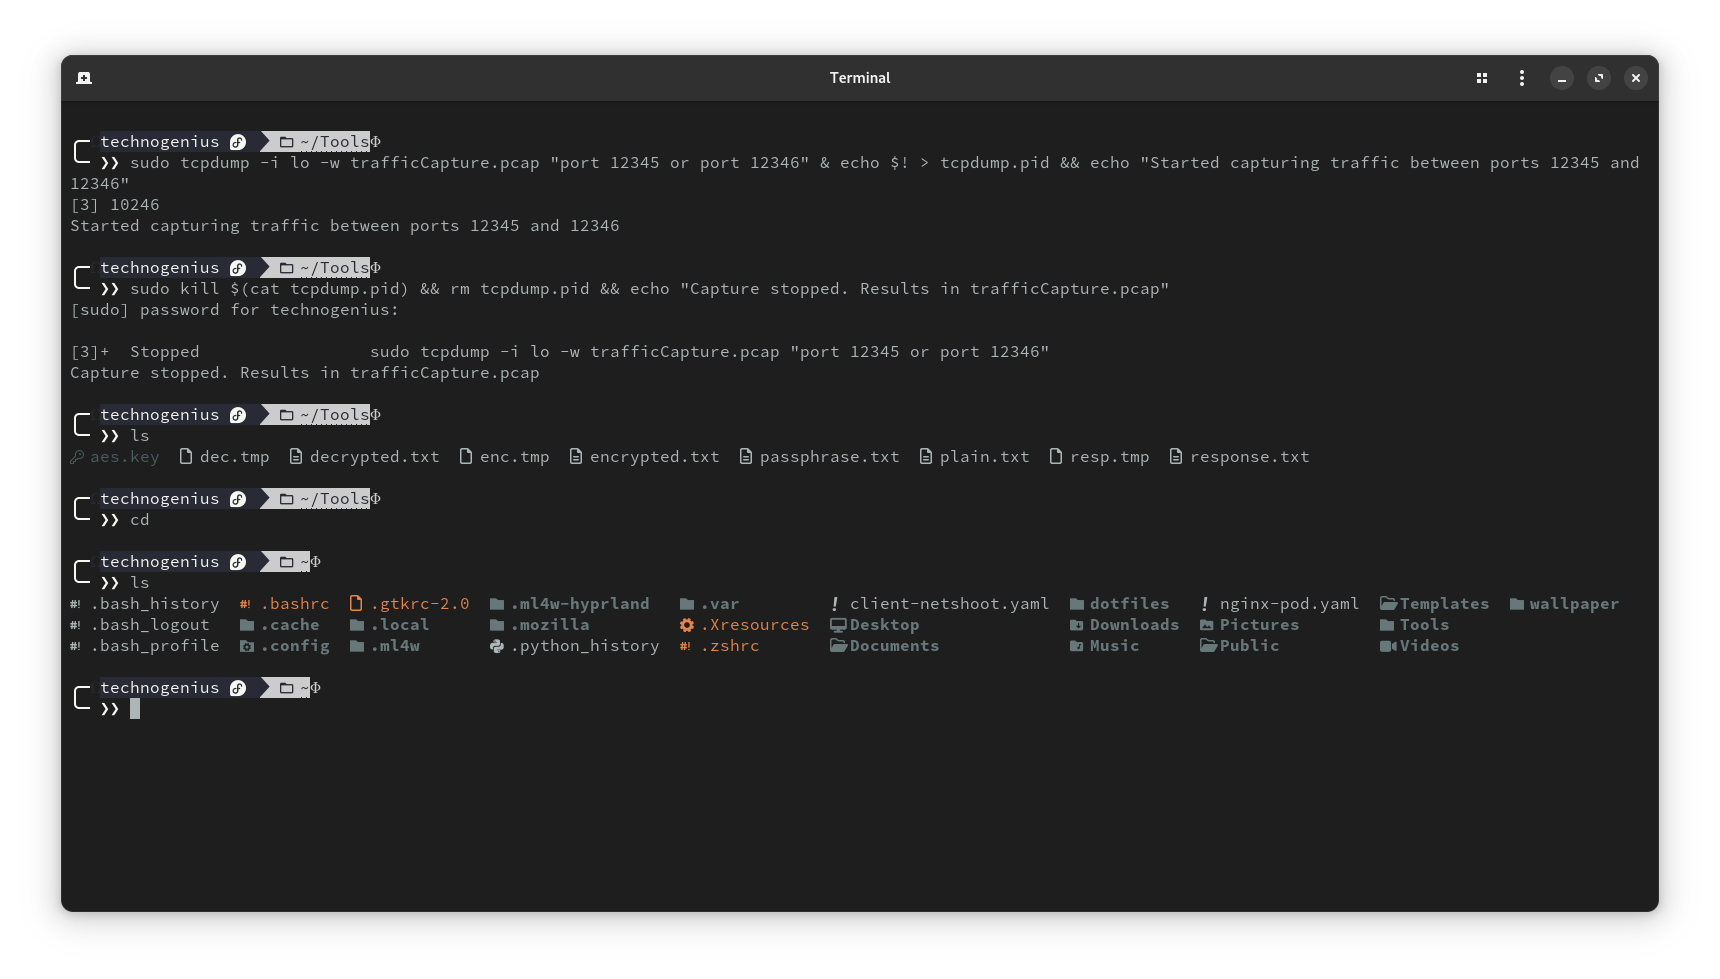 Terminal
technogenius ~/ToolsΦ
❯❯ sudo tcpdump -i lo -w trafficCapture.pcap "port 12345 or port 12346" & echo $! > tcpdump.pid && echo "Started capturing traffic between ports 12345 and
12346"
[3] 10246
Started capturing traffic between ports 12345 and 12346
technogenius ~/ToolsΦ
❯❯ sudo kill $(cat tcpdump.pid) && rm tcpdump.pid && echo "Capture stopped. Results in trafficCapture.pcap"
[sudo] password for technogenius:
[3]+  Stopped                 sudo tcpdump -i lo -w trafficCapture.pcap "port 12345 or port 12346"
Capture stopped. Results in trafficCapture.pcap
technogenius ~/ToolsΦ
❯❯ ls
aes.key dec.tmp decrypted.txt enc.tmp encrypted.txt passphrase.txt plain.txt resp.tmp response.txt
technogenius ~/ToolsΦ
❯❯ cd
technogenius ~Φ
❯❯ ls
#! .bash_history #! .bashrc .gtkrc-2.0 .ml4w-hyprland .var ! client-netshoot.yaml dotfiles ! nginx-pod.yaml Templates wallpaper
#! .bash_logout .cache .local .mozilla .Xresources Desktop Downloads Pictures Tools
#! .bash_profile .config .ml4w .python_history #! .zshrc Documents Music Public Videos
technogenius ~Φ
❯❯